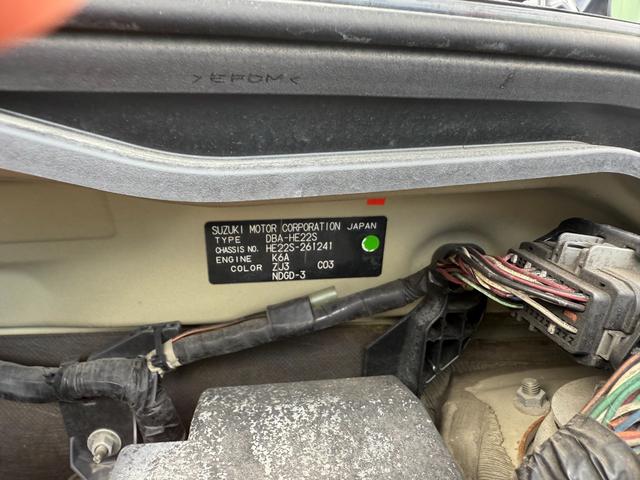 >EPDM<
SUZUKI MOTOR CORPORATION JAPAN
TYPE DBA-HE22S
CHASSIS NO. HE22S-261241
ENGINE K6A
COLOR ZJ3 C03
NDGD-3